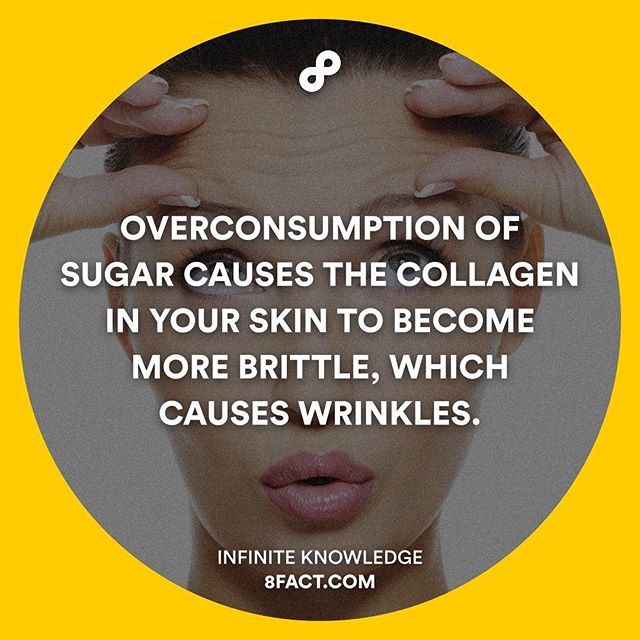 OVERCONSUMPTION OF
SUGAR CAUSES THE COLLAGEN
IN YOUR SKIN TO BECOME
MORE BRITTLE, WHICH
CAUSES WRINKLES.
INFINITE KNOWLEDGE
8FACT.COM